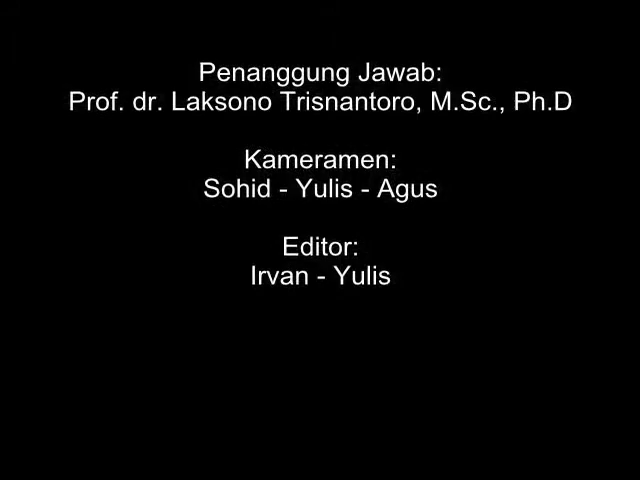 Penanggung Jawab:
Prof. dr. Laksono Trisnantoro, M.Sc., Ph.D
Kameramen:
Sohid - Yulis - Agus
Editor:
Irvan - Yulis